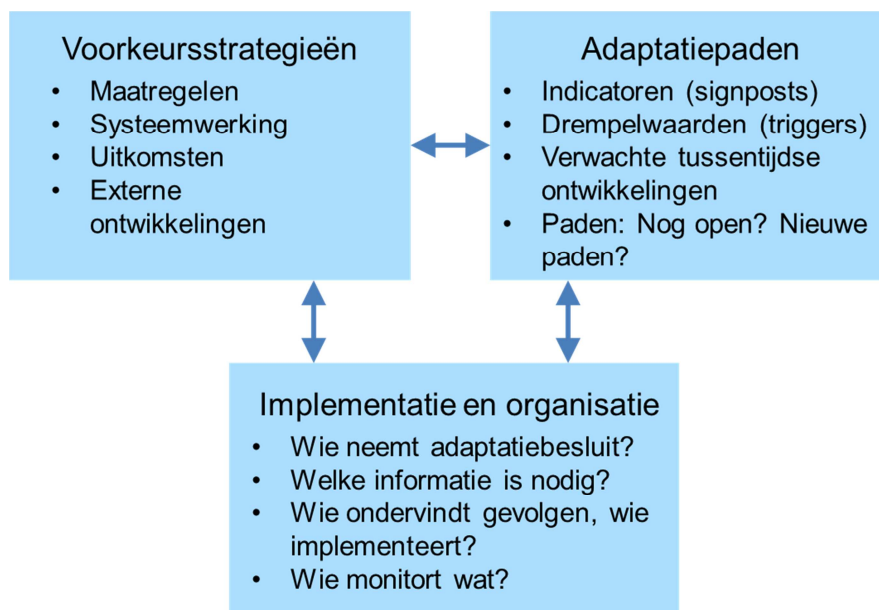 Voorkeursstrategieën
• Maatregelen
• Systeemwerking
• Uitkomsten
• Externe
ontwikkelingen
Adaptatiepaden
• Indicatoren (signposts)
• Drempelwaarden (triggers)
• Verwachte tussentijdse
ontwikkelingen
• Paden: Nog open? Nieuwe
paden?
Implementatie en organisatie
• Wie neemt adaptatiebesluit?
• Welke informatie is nodig?
• Wie ondervindt gevolgen, wie
implementeert?
• Wie monitort wat?